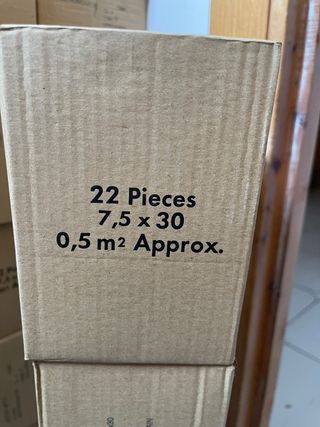 22 Pieces
7,5 x 30
0,5 m² Approx.